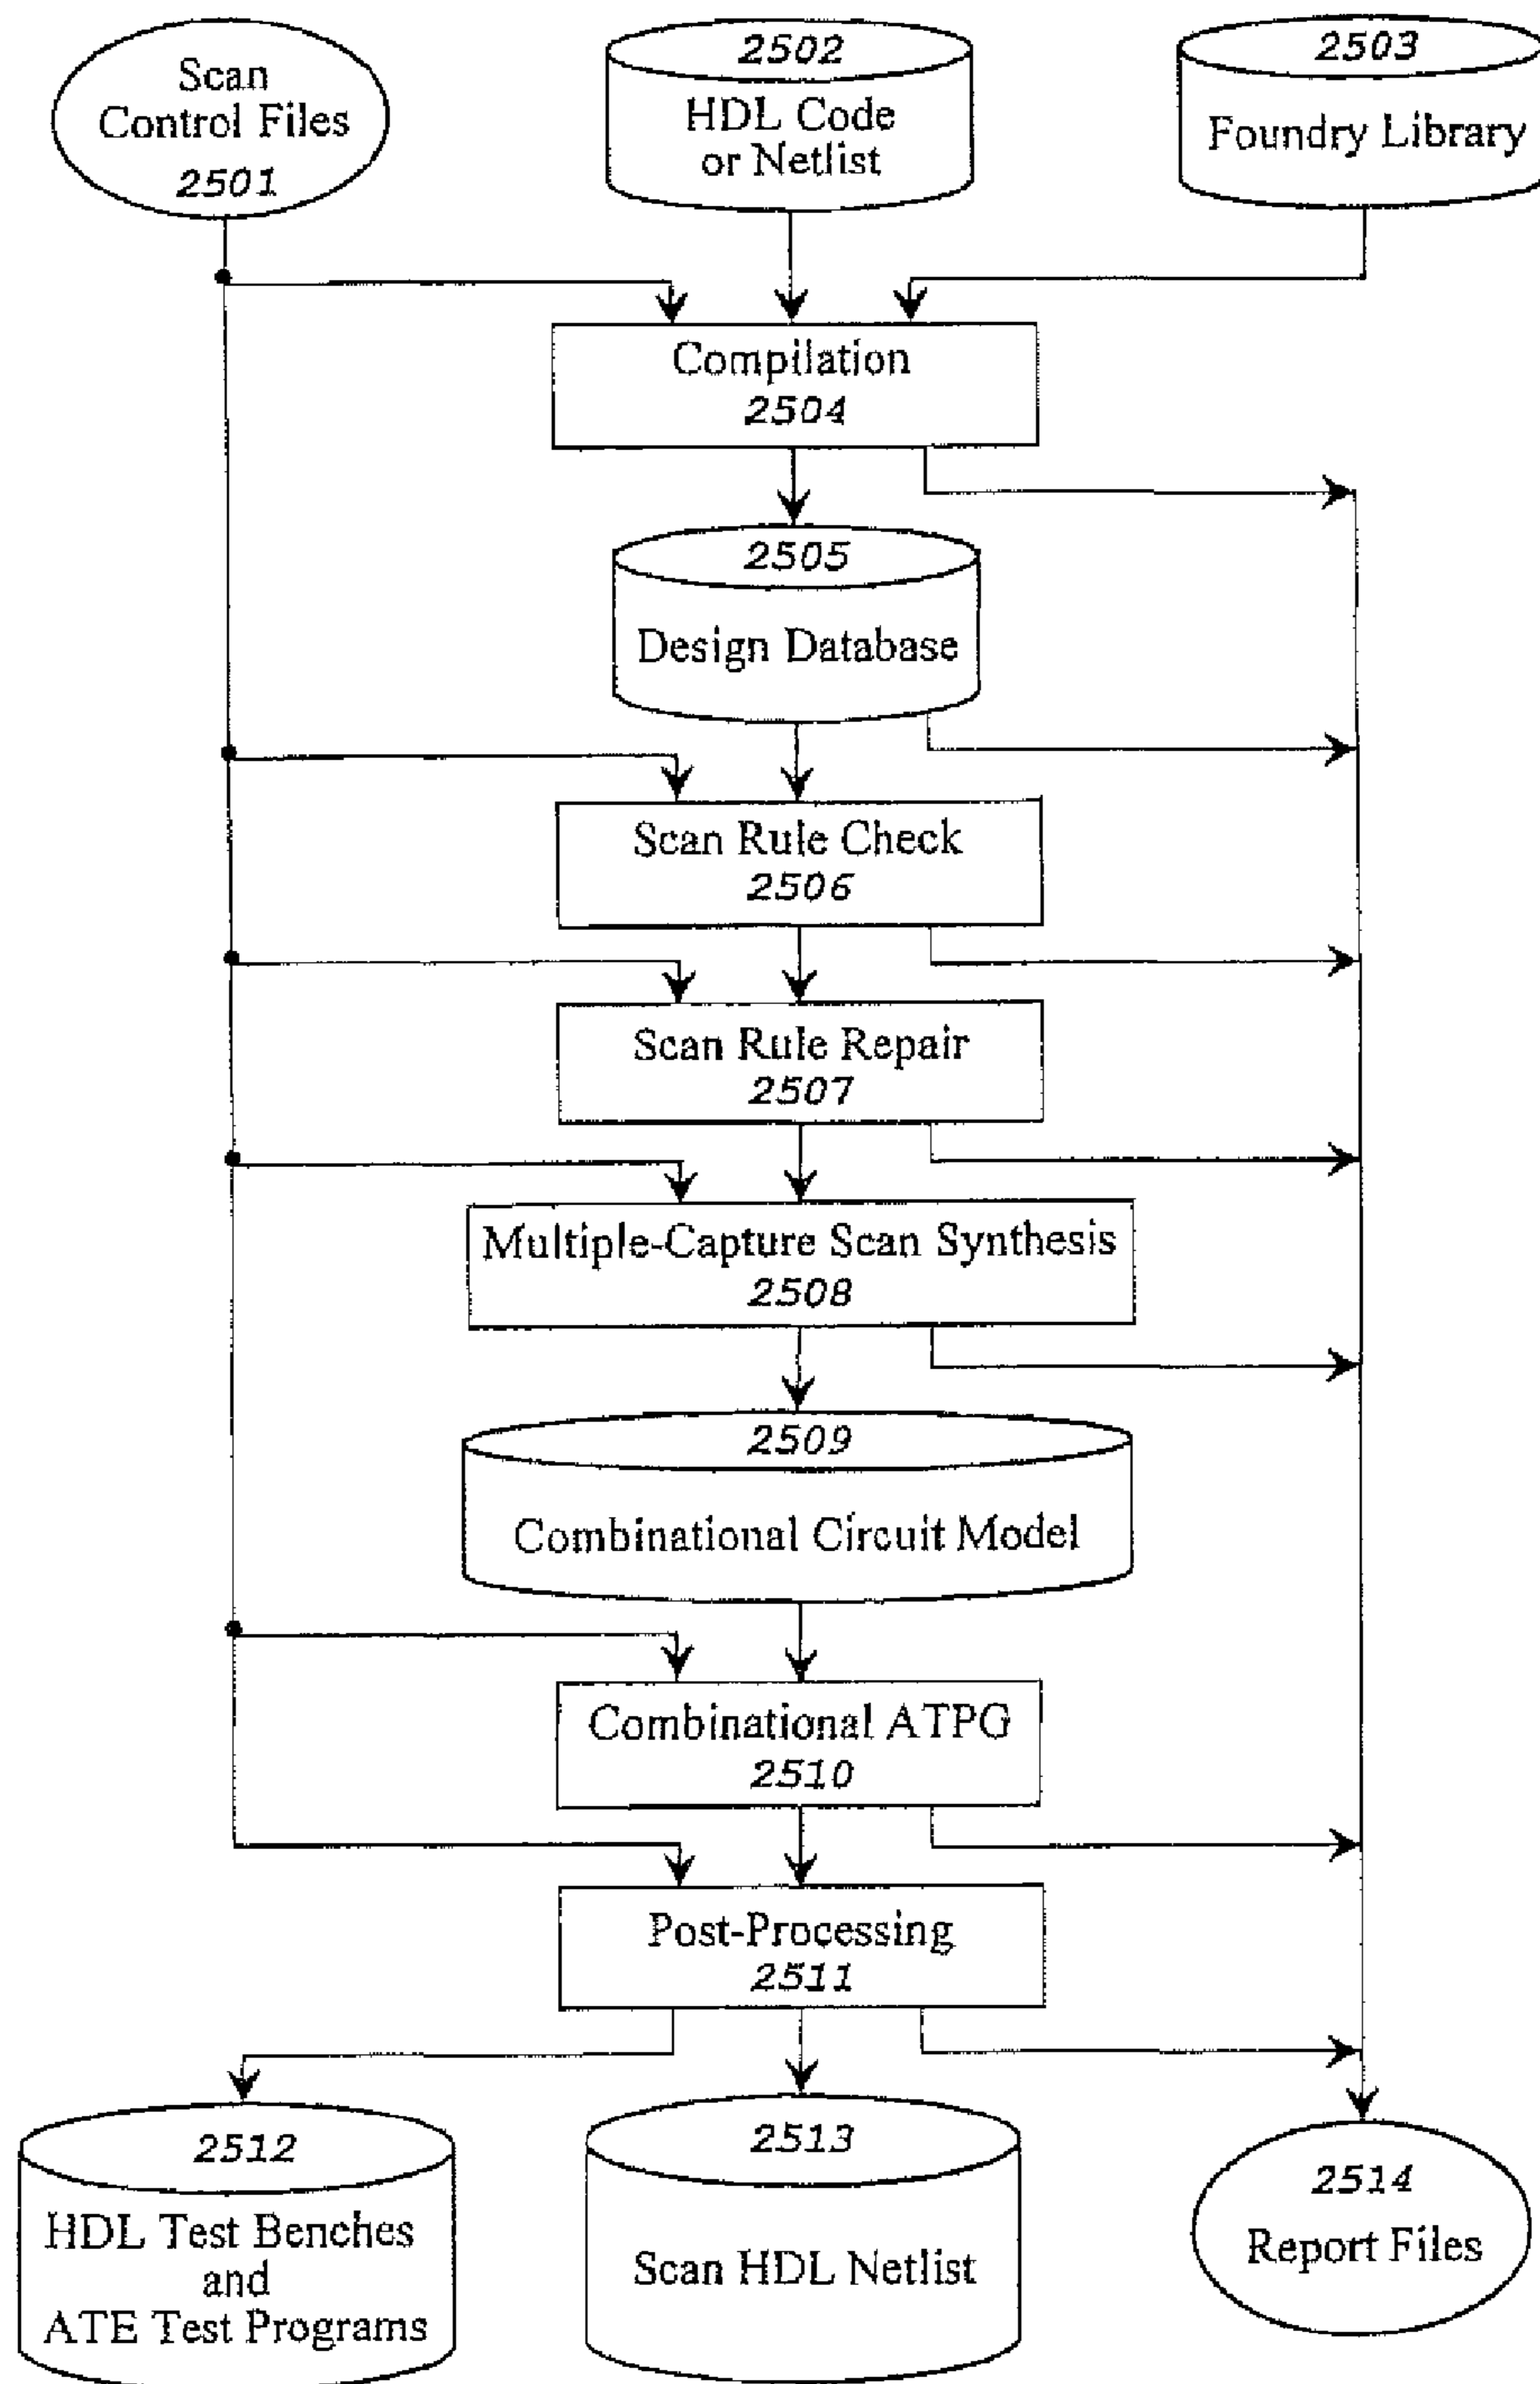 Scan
Control Files
2501
2502
HDL Code
or Netlist
2503
Foundry Library
Compilation
2504
2505
Design Database
Scan Rule Check
2506
Scan Rule Repair
2507
Multiple-Capture Scan Synthesis
2508
2509
Combinational Circuit Model
Combinational ATPG
2510
Post-Processing
2511
2512
HDL Test Benches
and
ATE Test Programs
2513
Scan HDL Netlist
2514
Report Files